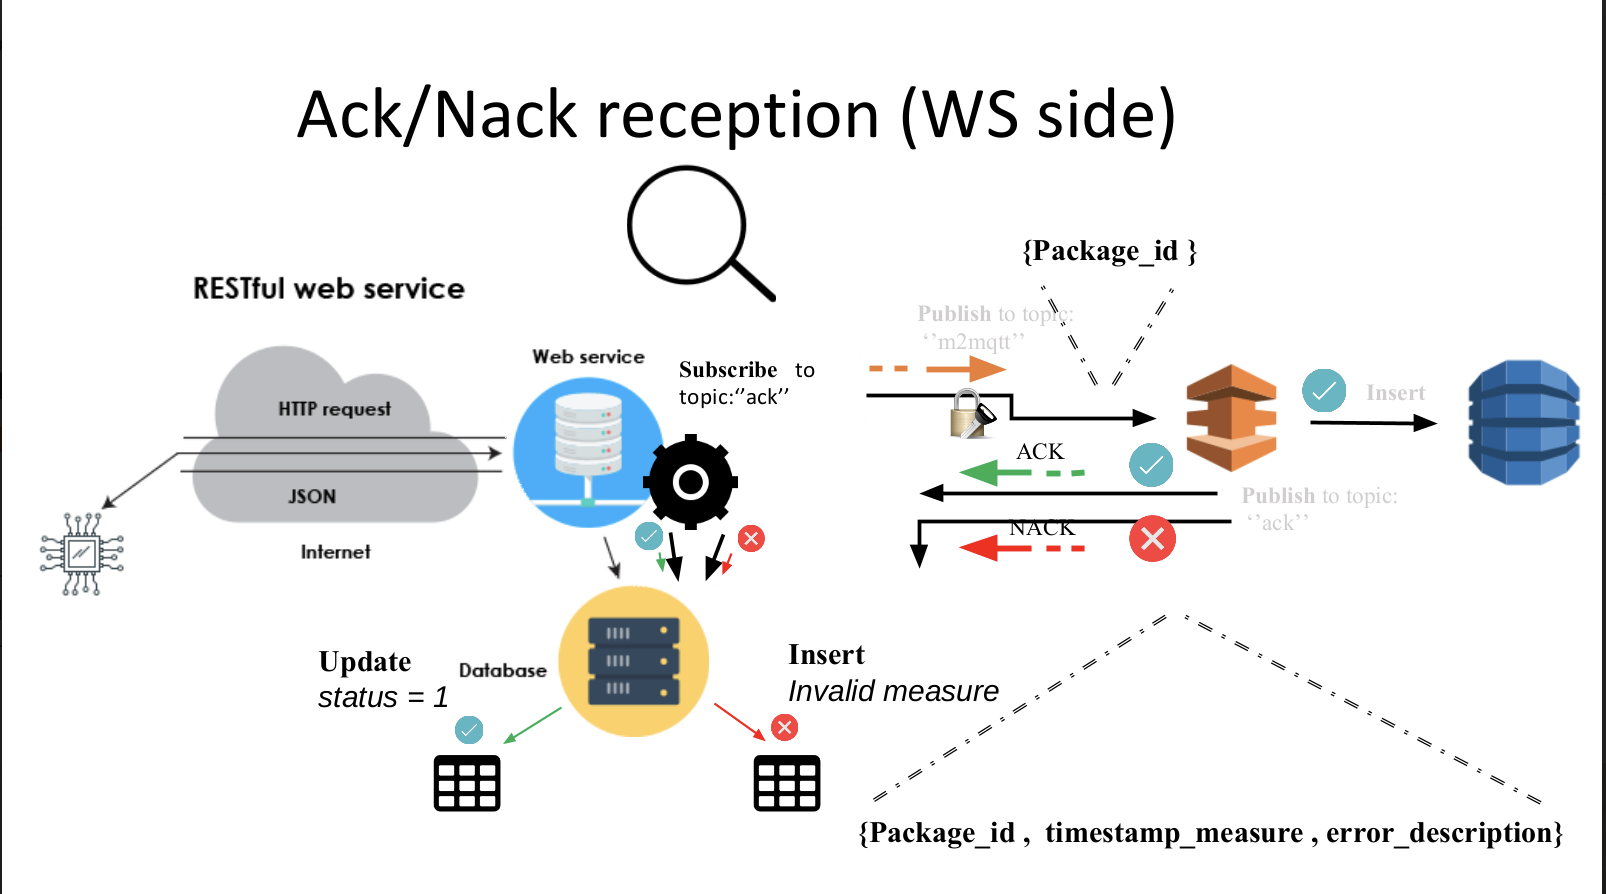 Ack/Nack reception (WS side)
{Package_id }
RESTful web service
Publish to topic:
‘’m2mqtt’’
Web service
Subscribe to
topic:‘’ack’’
HTTP request
Insert
ACK
JSON
Publish to topic:
‘’ack’’
NACK
Internet
Update
status = 1
Database
Insert
Invalid measure
{Package_id , timestamp_measure , error_description}